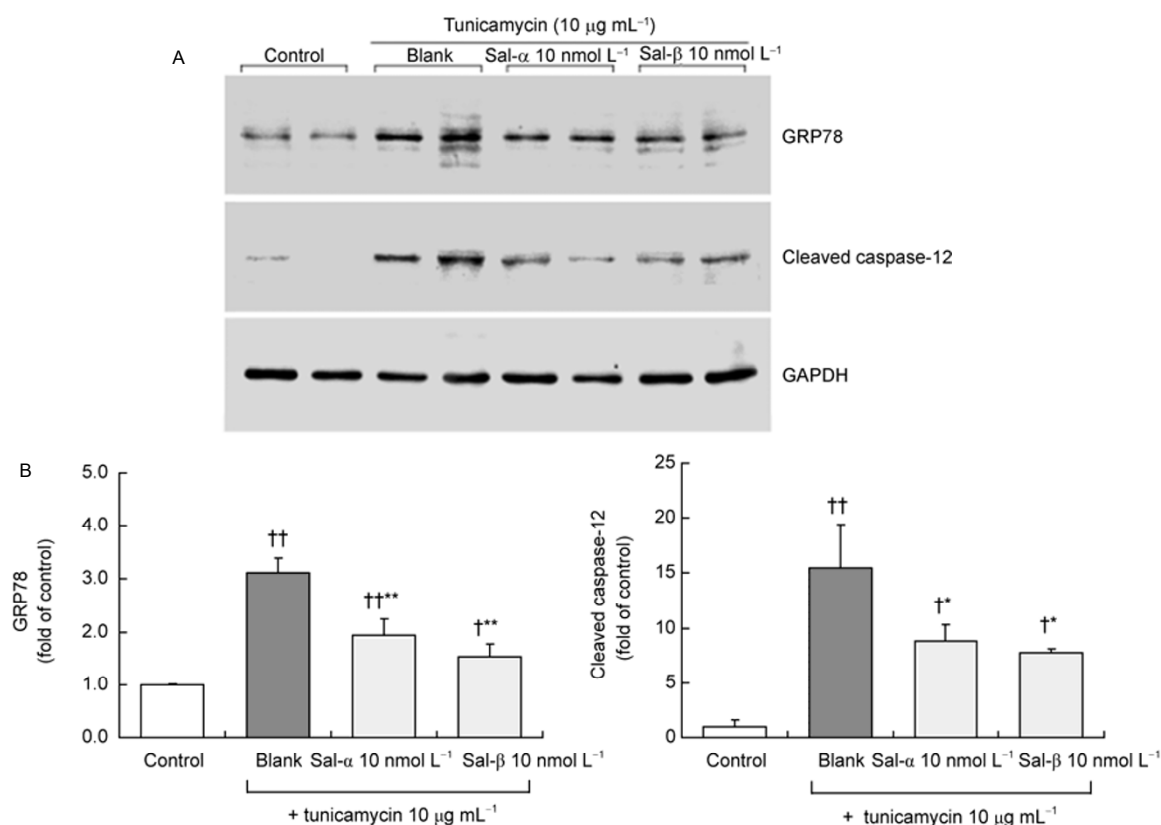 Tunicamycin (10 μg mL⁻¹)
A
Control Blank Sal-α 10 nmol L⁻¹ Sal-β 10 nmol L⁻¹
GRP78
Cleaved caspase-12
GAPDH
B
GRP78
(fold of control)
5.0
4.0
3.0
2.0
1.0
0.0
††
††**
†**
Control Blank Sal-α 10 nmol L⁻¹ Sal-β 10 nmol L⁻¹
+ tunicamycin 10 μg mL⁻¹
Cleaved caspase-12
(fold of control)
25
20
15
10
5
0
††
†*
†*
Control Blank Sal-α 10 nmol L⁻¹ Sal-β 10 nmol L⁻¹
+ tunicamycin 10 μg mL⁻¹